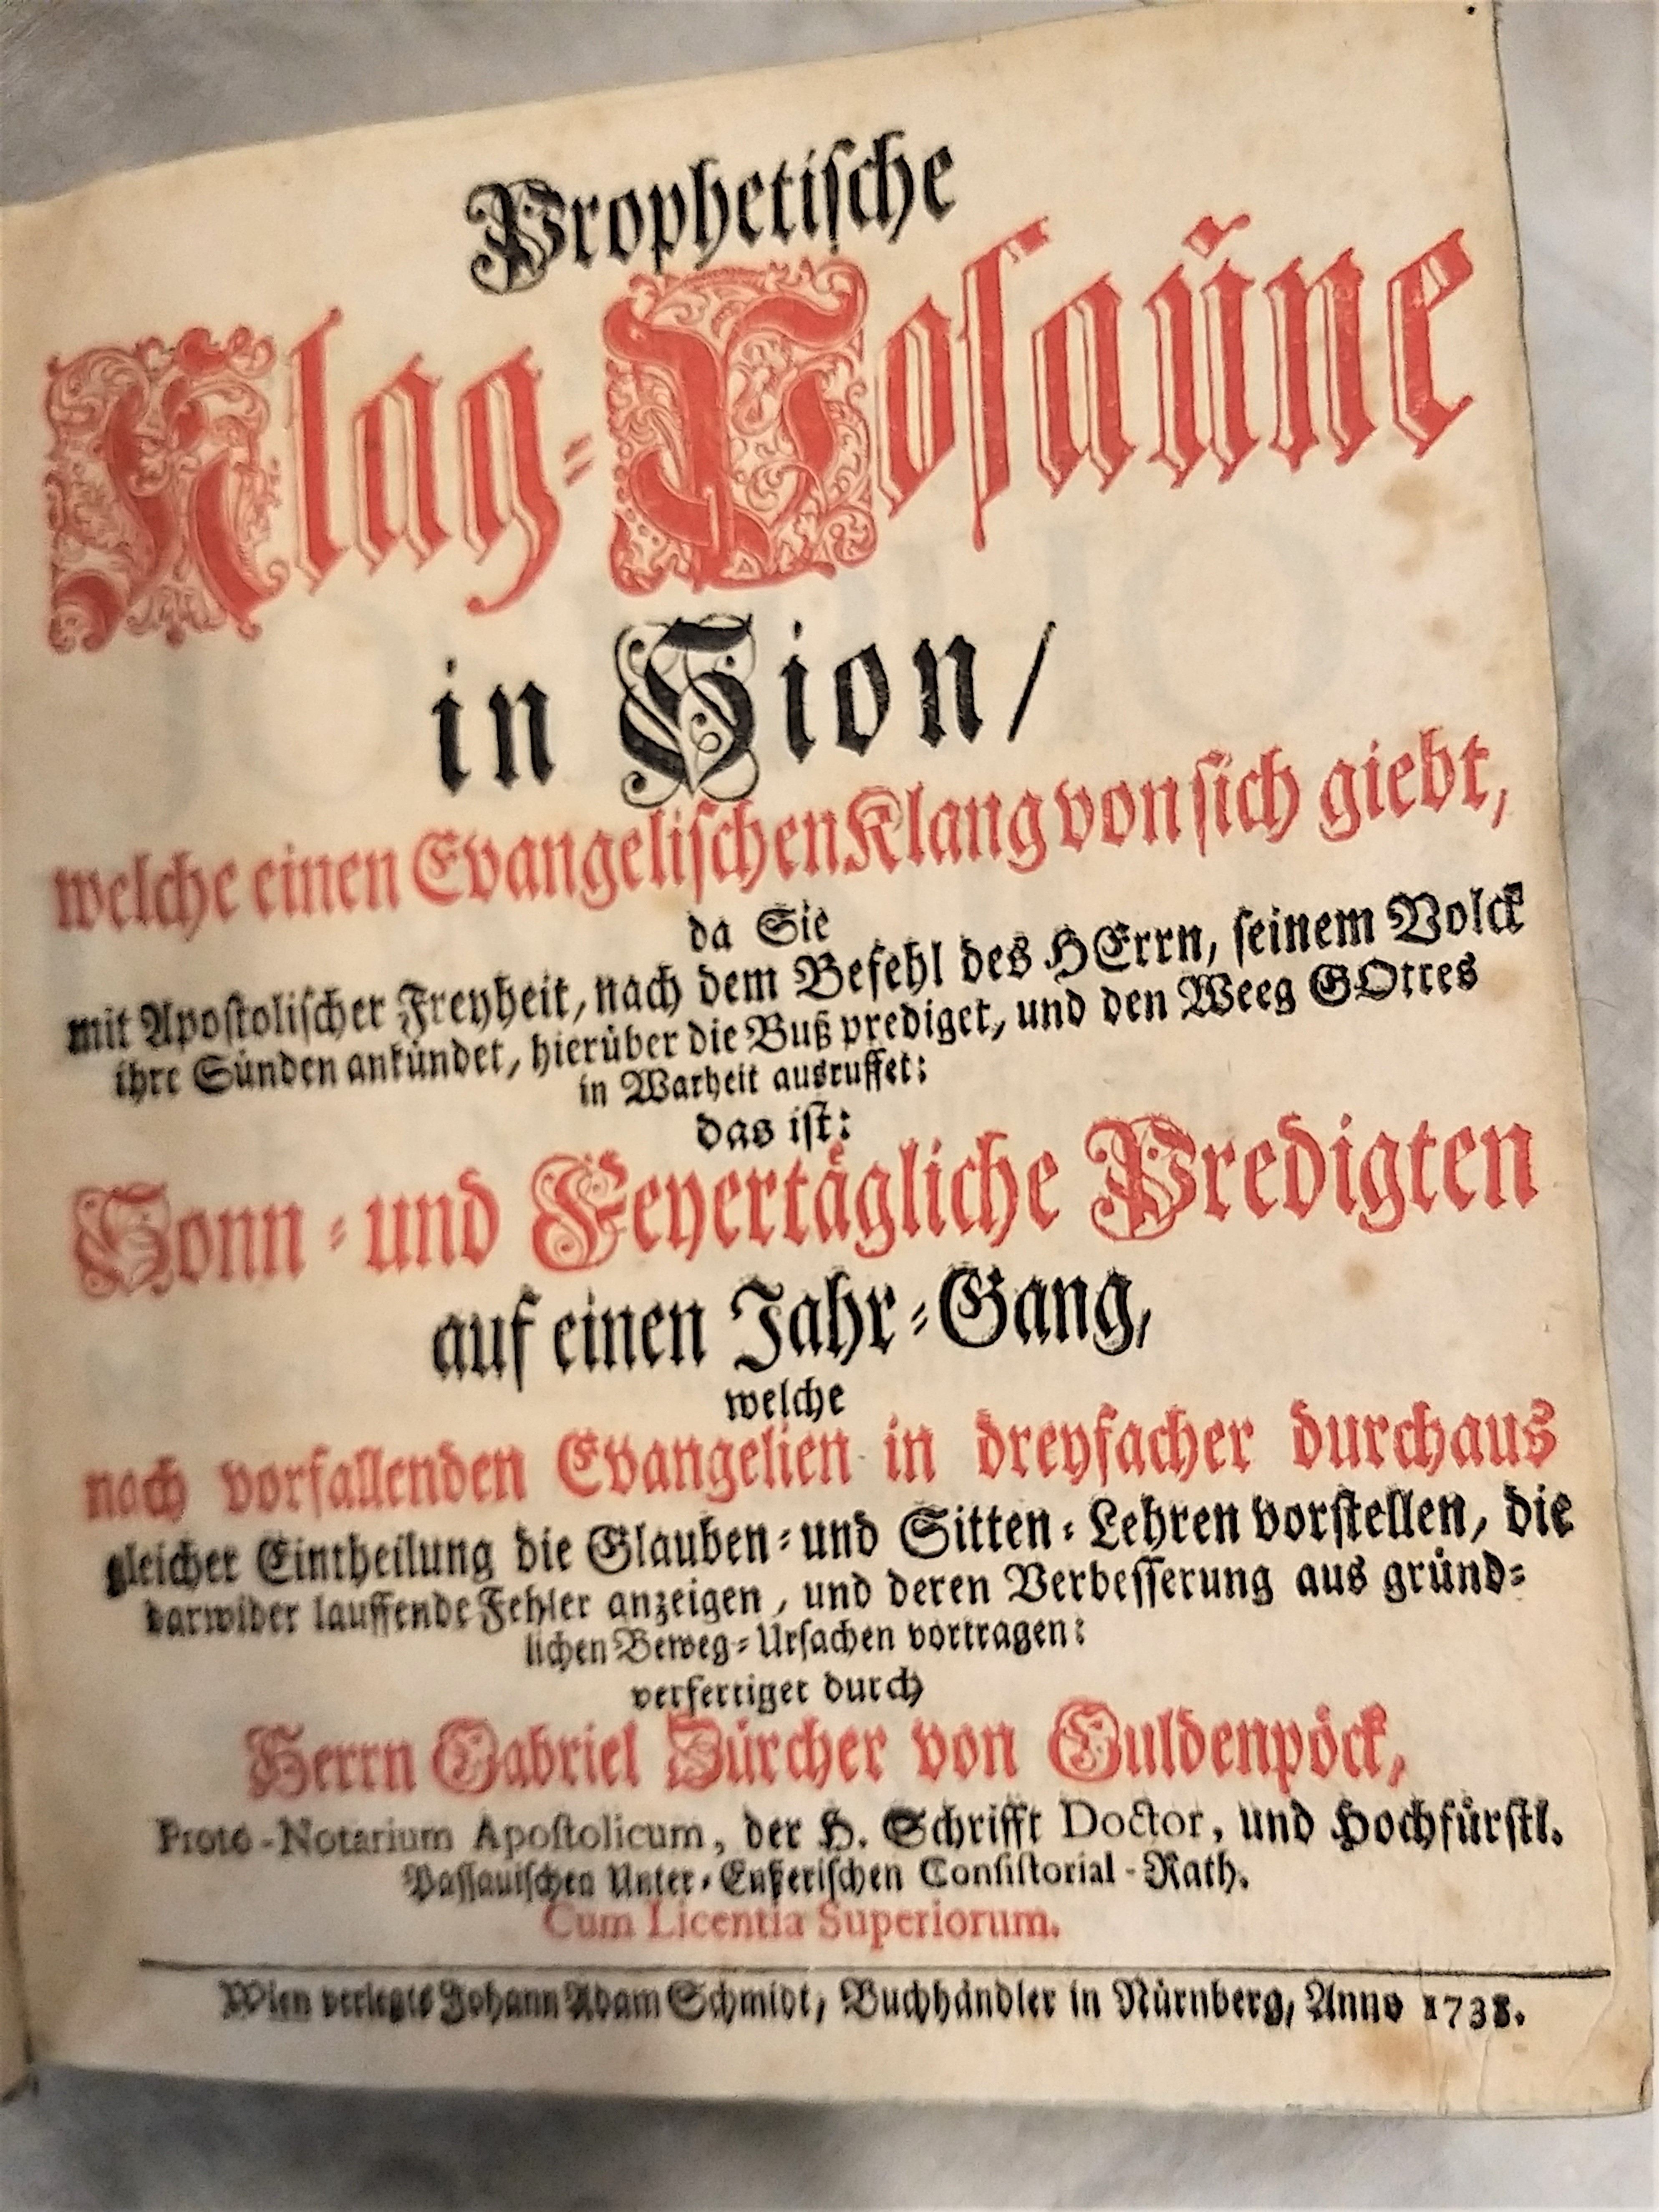 Prophetische
Klag-Posaune
in Sion/
welche einen Evangelischen Klang von sich giebt,
da Sie
mit Apostolischer Freyheit, nach dem Befehl des HErrn, seinem Volck
ihre Sünden ankündet, hierüber die Buß prediget, und den Weeg GOttes
in Warheit ausruffet:
das ist:
Sonn- und Feyertägliche Predigten
auf einen Jahr-Gang,
welche
nach vorfallenden Evangelien in dreyfacher durchaus
gleicher Eintheilung die Glauben- und Sitten-Lehren vorstellen, die
darwider lauffende Fehler anzeigen, und deren Verbesserung aus gründ-
lichen Beweg-Ursachen vortragen:
verfertiget durch
Herrn Gabriel Zürcher von Guldenpöck,
Proto-Notarium Apostolicum, der H. Schrifft Doctor, und Hochfürstl.
Passauischen Unter-Enßerischen Consistorial-Rath.
Cum Licentia Superiorum.
Wien verlegts Johann Adam Schmidt, Buchhändler in Nürnberg, Anno 1738.